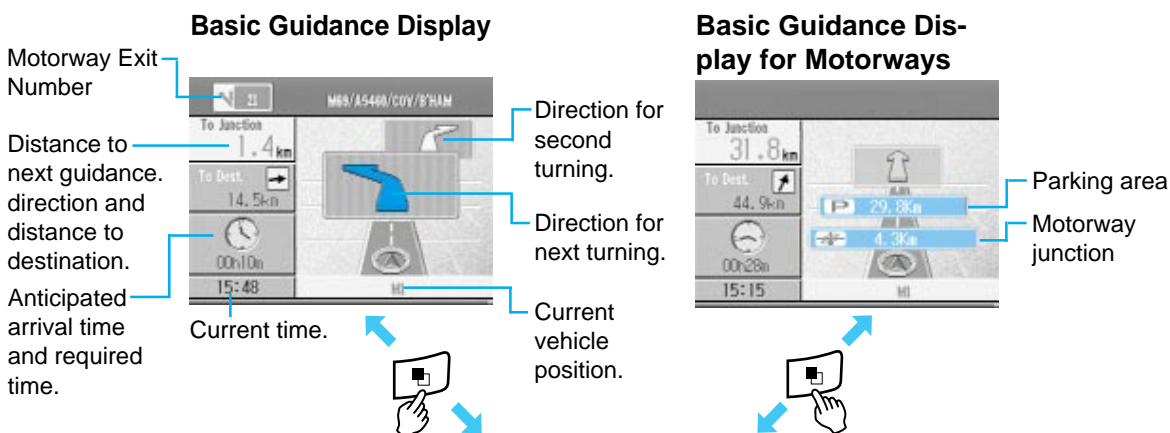 Basic Guidance Display
Motorway Exit
Number
21
M69/A5460/COV/B'HAM
To Junction
1.4km
To Dest.
14.5km
00h10m
15:48
M1
Distance to
next guidance.
direction and
distance to
destination.
Anticipated
arrival time
and required
time.
Current time.
Direction for
second
turning.
Direction for
next turning.
Current
vehicle
position.
Basic Guidance Dis-
play for Motorways
To Junction
31.8km
To Dest.
44.9km
00h28m
15:15
P 29.8Km
4.3Km
M1
Parking area
Motorway
junction